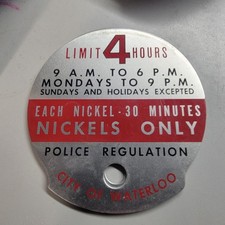 LIMIT 4 HOURS
9 A.M. TO 6 P.M.
MONDAYS TO 9 P.M.
SUNDAYS AND HOLIDAYS EXCEPTED
EACH NICKEL - 30 MINUTES
NICKELS ONLY
POLICE REGULATION
CITY OF WATERLOO